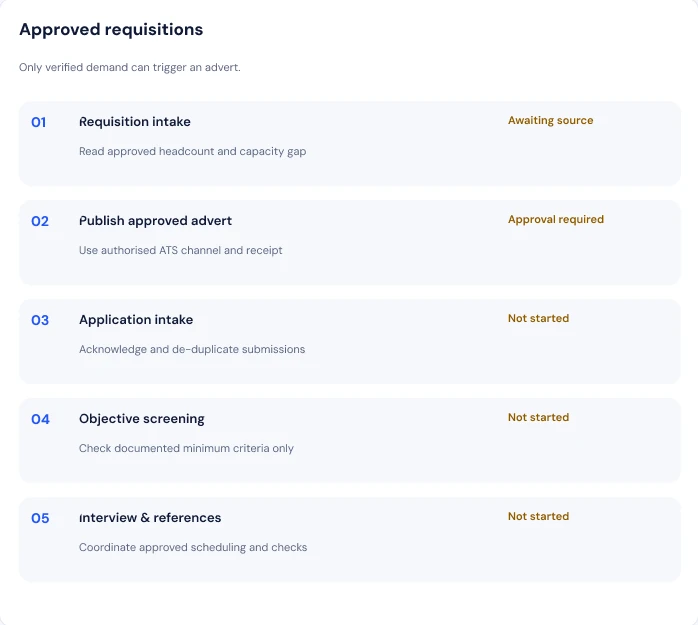 Approved requisitions
Only verified demand can trigger an advert.
01 Requisition intake Awaiting source
Read approved headcount and capacity gap
02 Publish approved advert Approval required
Use authorised ATS channel and receipt
03 Application intake Not started
Acknowledge and de-duplicate submissions
04 Objective screening Not started
Check documented minimum criteria only
05 Interview & references Not started
Coordinate approved scheduling and checks